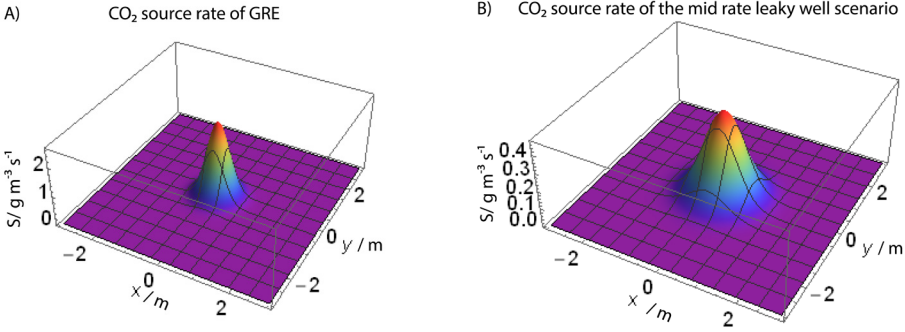 A)
CO₂ source rate of GRE
2
1
0
S/ g m⁻³ s⁻¹
−2
0
2
x / m
2
0
−2
y / m
B)
CO₂ source rate of the mid rate leaky well scenario
0.4
0.3
0.2
0.1
0.0
S/ g m⁻³ s¹
−2
0
2
x / m
2
0
−2
y / m